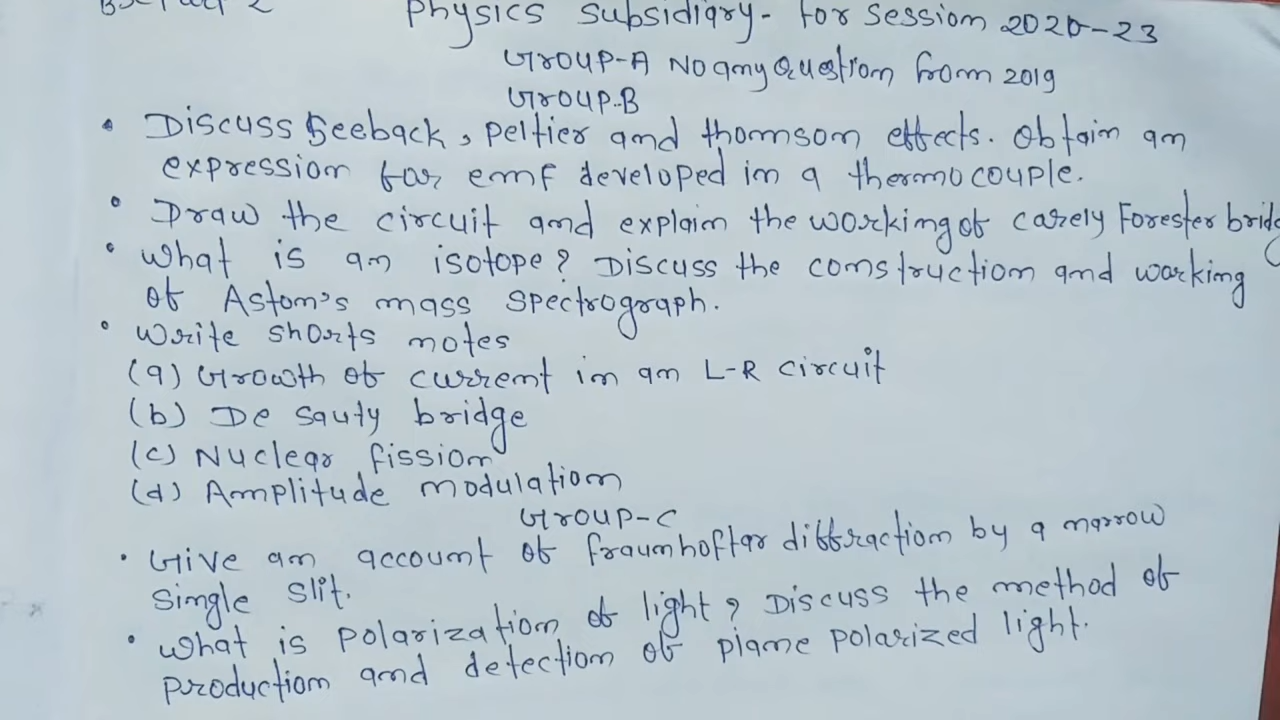 Physics Subsidiary- for Session 2020-23
Group-A No any Question from 2019
Group-B
• Discuss Seeback, Peltier and thomson effects. Obtain an
expression for emf developed in a thermocouple.
• Draw the circuit and explain the working of carely Forester bridg
• What is an isotope? Discuss the construction and working
of Aston's mass spectrograph.
• Write shorts notes
(a) Growth of current in an L-R circuit
(b) De sauty bridge
(c) Nuclear fission
(d) Amplitude modulation
Group-C
• Give an account of fraunhoftar diffraction by a narrow
single slit.
• What is polarization of light? Discuss the method of
production and detection of plane polarized light.